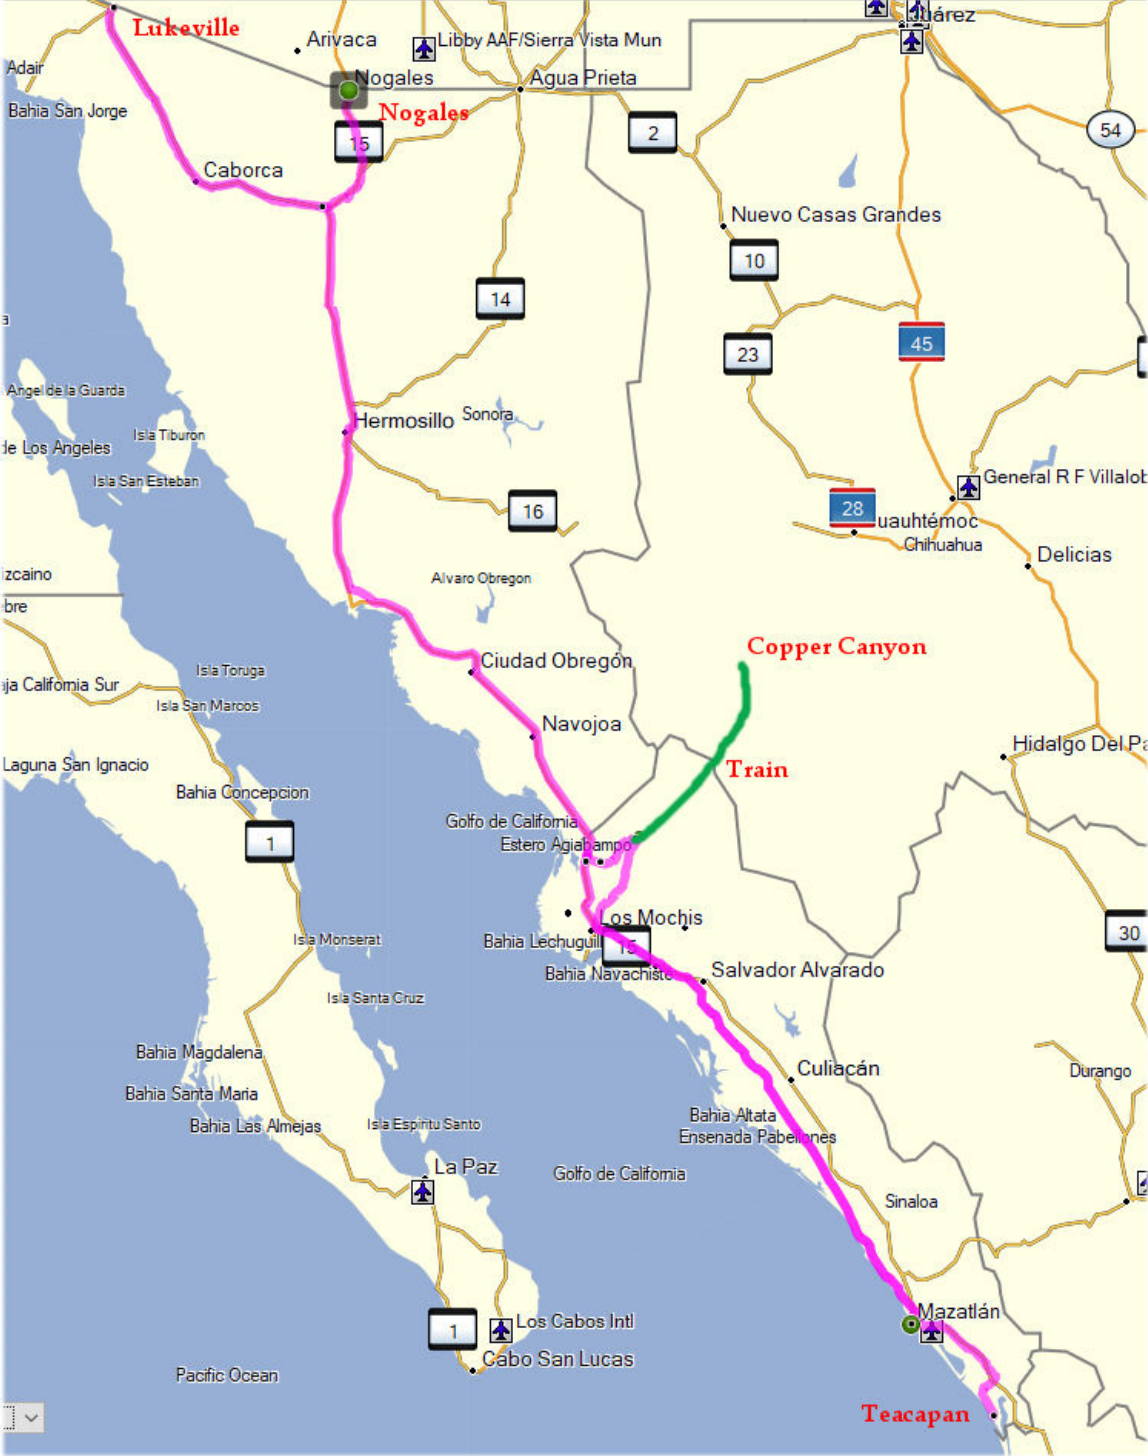 Lukeville
Arivaca
Libby AAF/Sierra Vista Mun
Juárez
Adair
Nogales
Agua Prieta
Bahia San Jorge
Nogales
15
2
54
Caborca
Nuevo Casas Grandes
10
14
45
23
Angel de la Guarda
Hermosillo
Sonora
Isla Tiburon
de Los Angeles
Isla San Esteban
General R F Villalob
16
28
uauhtémoc
Chihuahua
Delicias
izcaino
Alvaro Obregon
bre
Copper Canyon
Ciudad Obregón
Isla Toruga
ja California Sur
Isla San Marcos
Navojoa
Hidalgo Del Pa
Laguna San Ignacio
Train
Bahia Concepcion
Golfo de California
1
Estero Agiabampo
Los Mochis
30
Isla Monserat
Bahia Lechuguil
15
Bahia Navachiste
Salvador Alvarado
Isla Santa Cruz
Bahia Magdalena
Culiacán
Durango
Bahia Santa Maria
Bahia Altata
Bahia Las Almejas
Isla Espiritu Santo
Ensenada Pabellones
La Paz
Golfo de California
Sinaloa
Mazatlán
1
Los Cabos Intl
Cabo San Lucas
Pacific Ocean
Teacapan